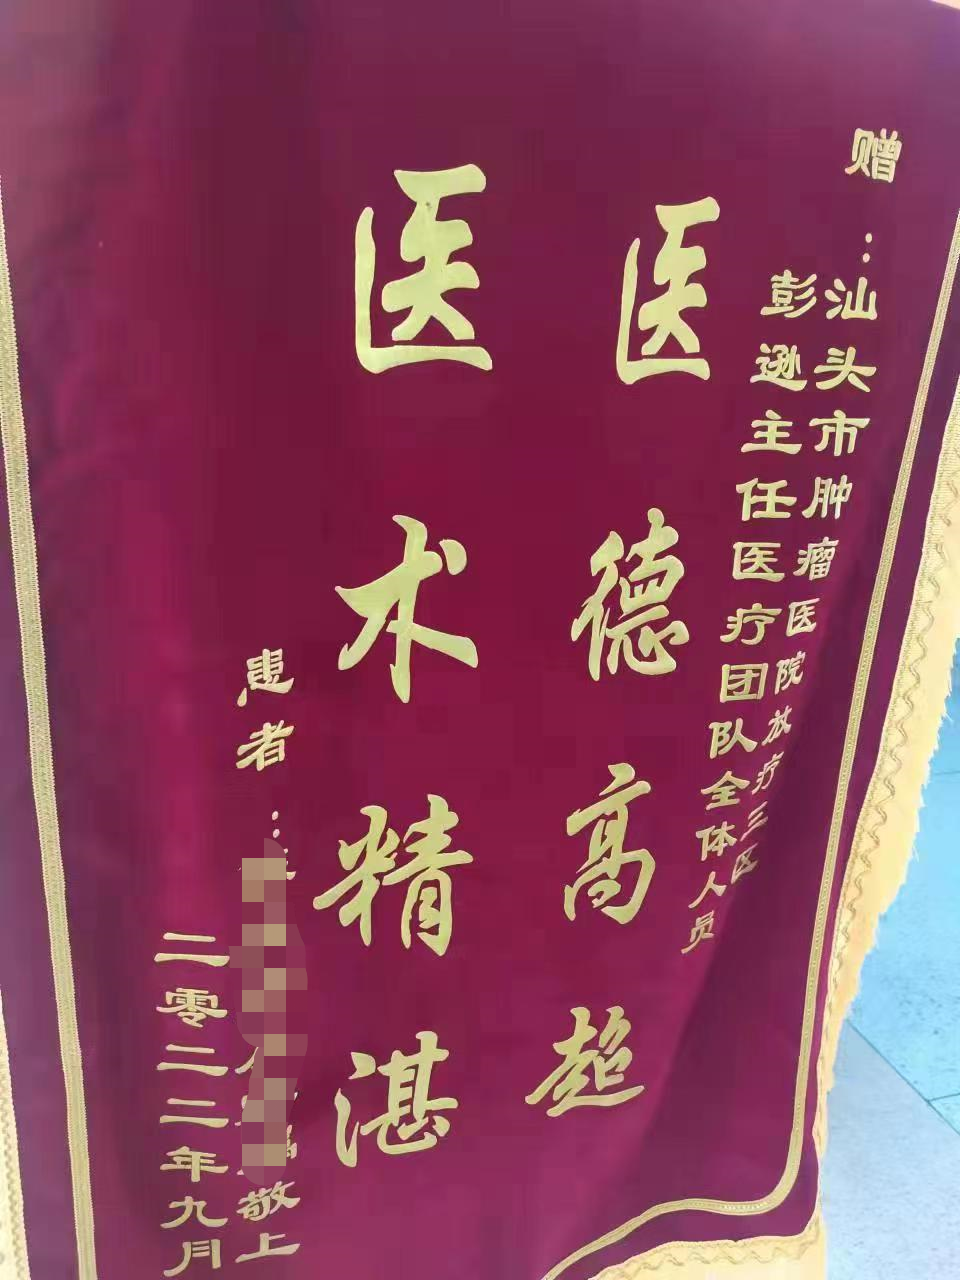 赠：汕头市肿瘤医院放疗三区
彭逊主任医疗团队全体人员
医德高超
医术精湛
患者：
敬上
二零二二年九月